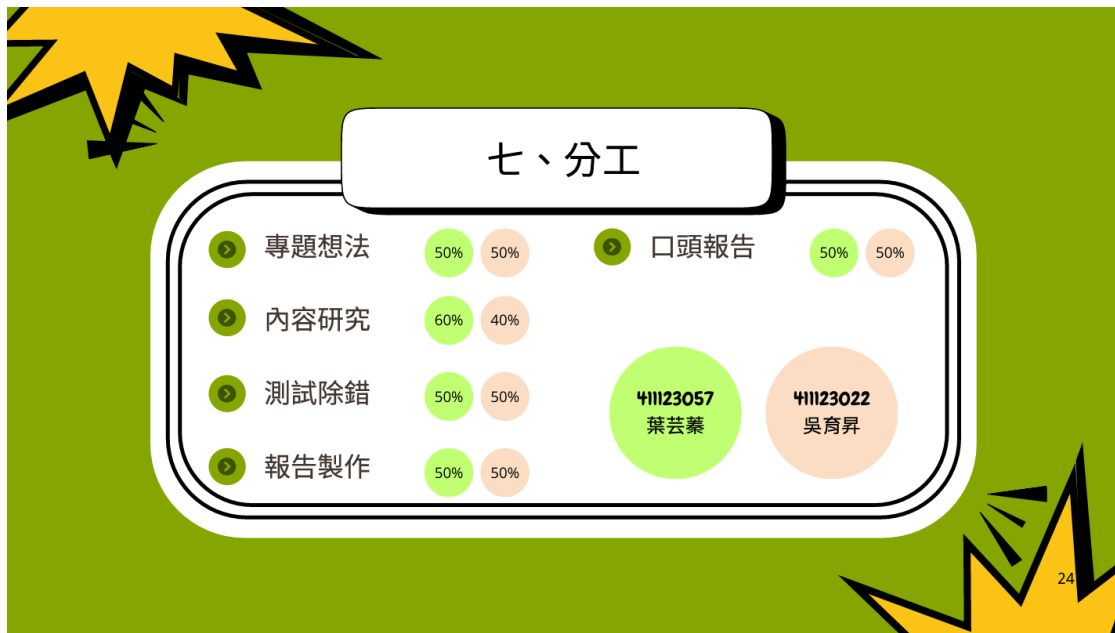 七、分工
專題想法 50% 50%
內容研究 60% 40%
測試除錯 50% 50%
報告製作 50% 50%
口頭報告 50% 50%
411123057
葉芸蓁
411123022
吳育昇
24